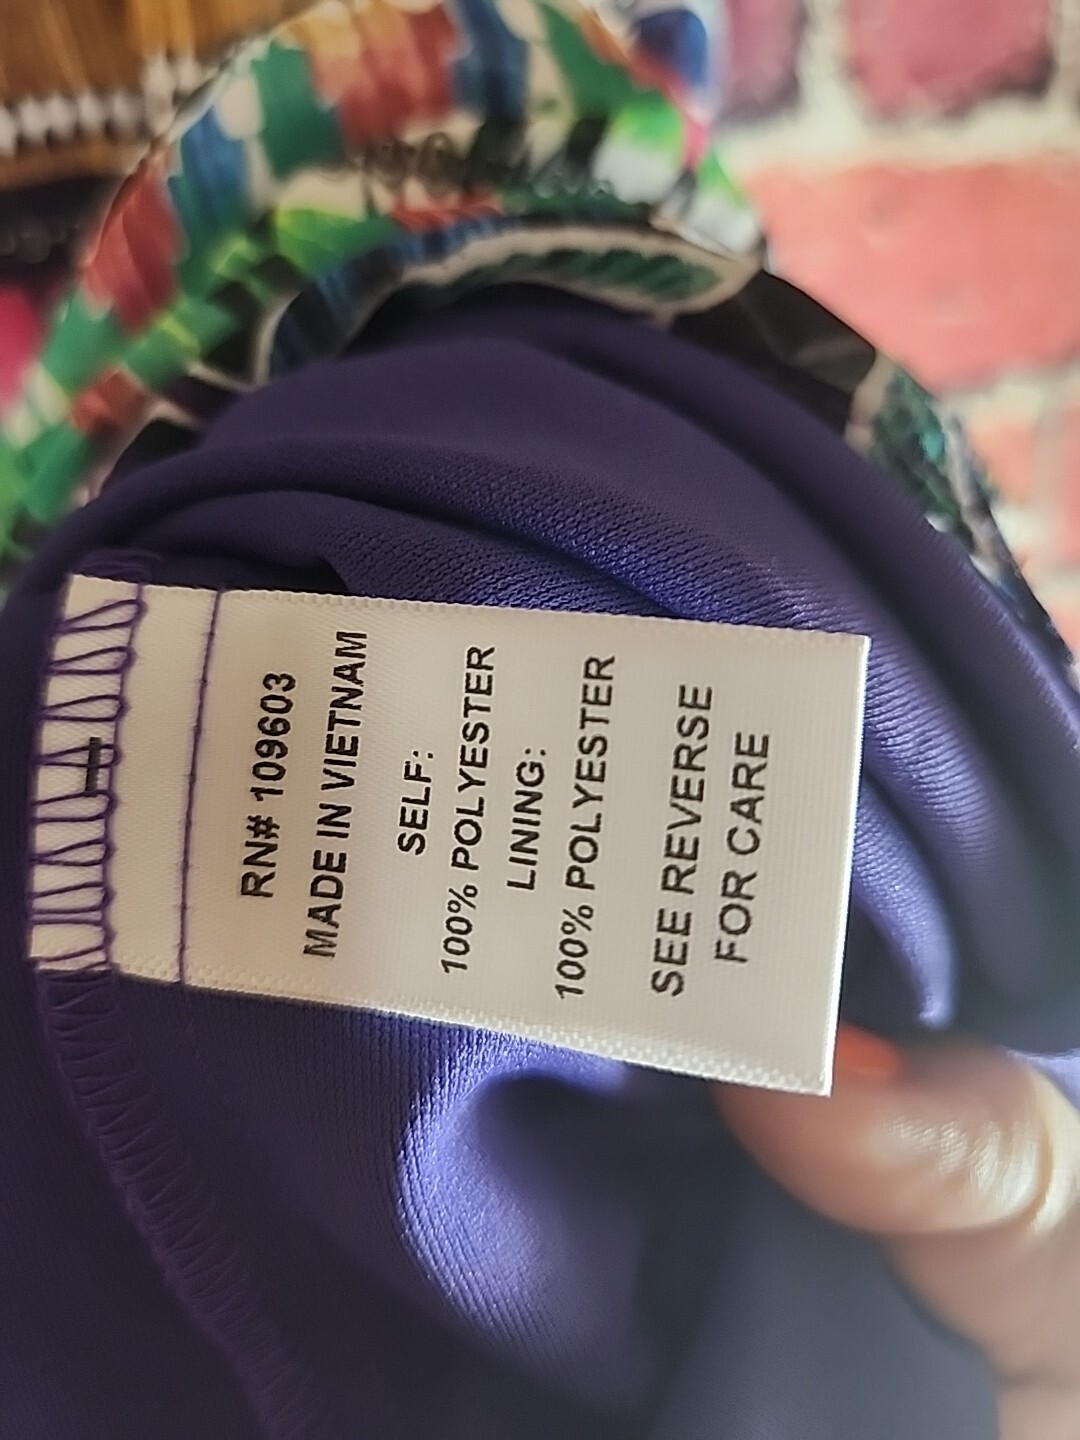 RN# 109603
MADE IN VIETNAM
SELF:
100% POLYESTER
LINING:
100% POLYESTER
SEE REVERSE
FOR CARE